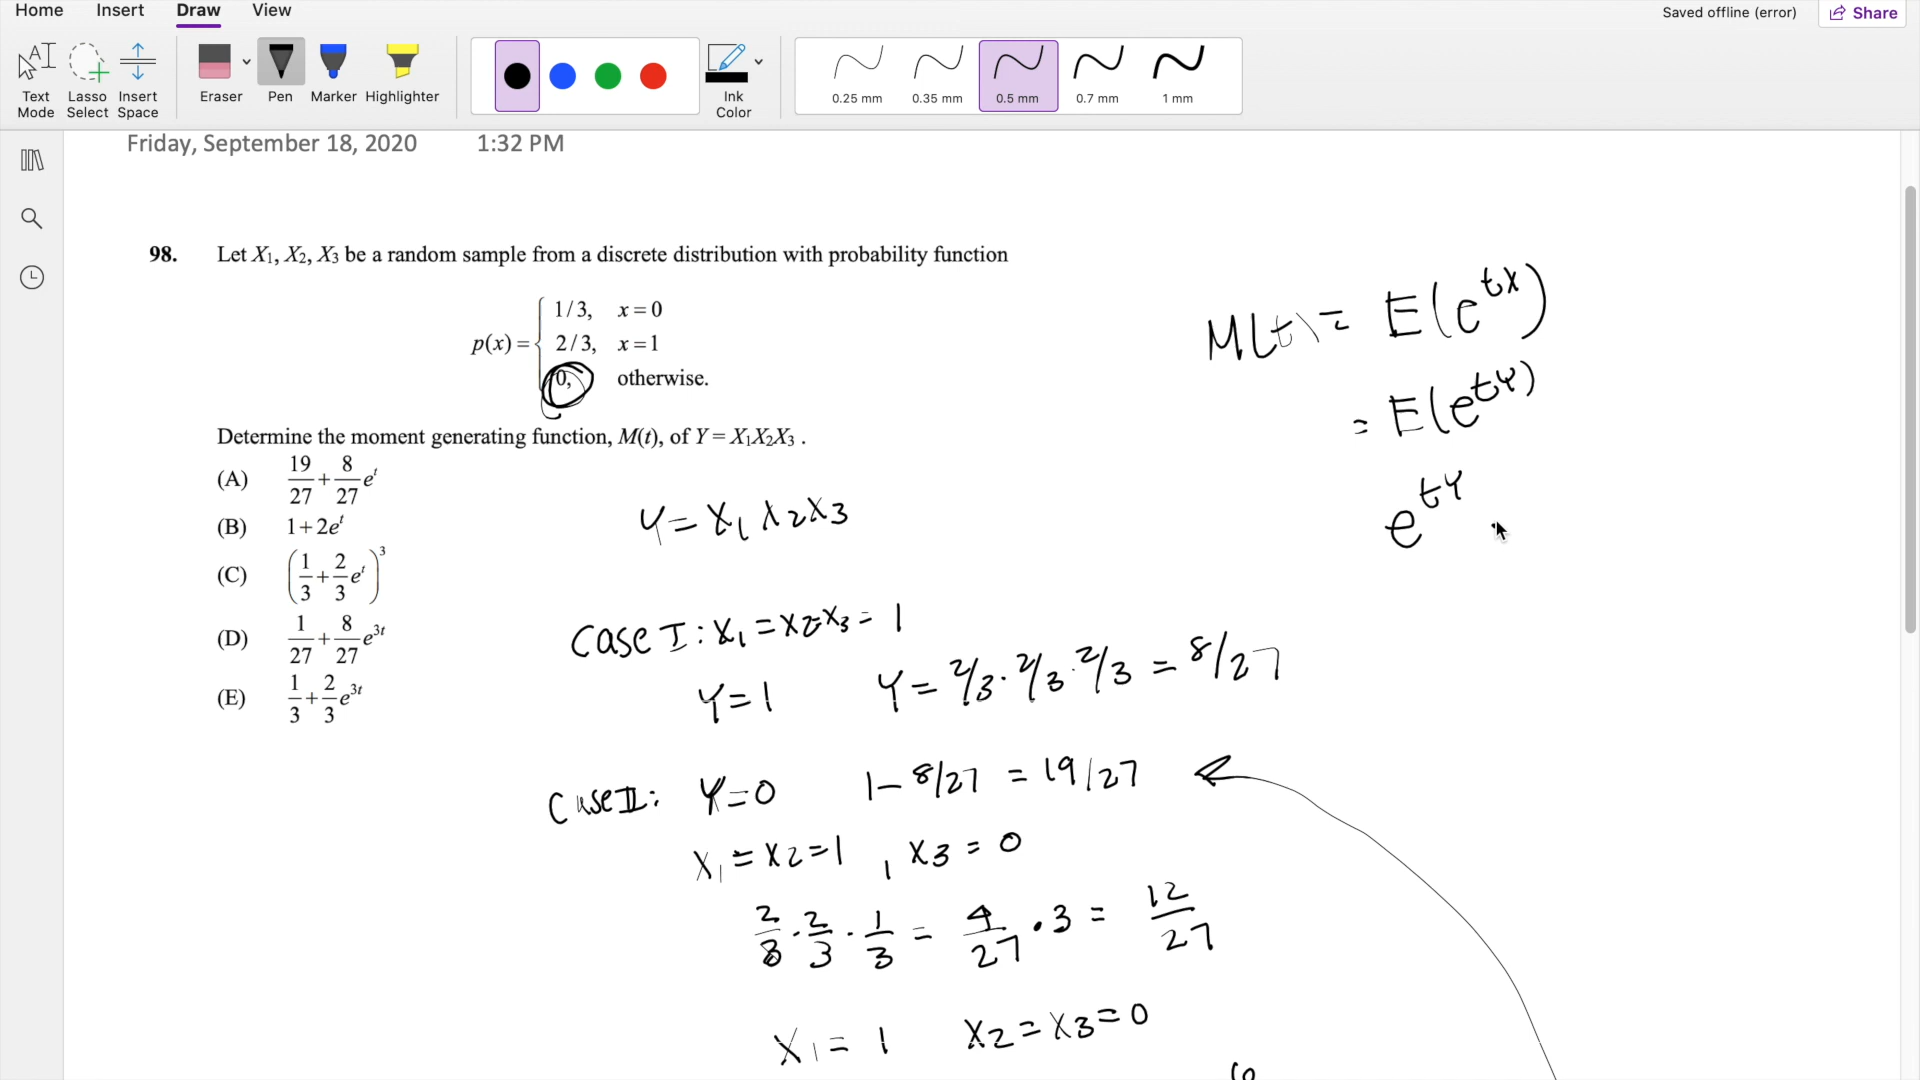 Home Insert Draw View
Saved offline (error) Share
Text Mode
Lasso Select
Insert Space
Eraser
Pen
Marker
Highlighter
Ink Color
0.25 mm
0.35 mm
0.5 mm
0.7 mm
1 mm
Friday, September 18, 2020 1:32 PM
98. Let X₁, X₂, X₃ be a random sample from a discrete distribution with probability function
p(x) = { 1/3, x = 0
2/3, x = 1
0, otherwise.
Determine the moment generating function, M(t), of Y = X₁X₂X₃ .
(A) 19/27 + 8/27 e^t
(B) 1 + 2e^t
(C) (1/3 + 2/3 e^t)^3
(D) 1/27 + 8/27 e^{3t}
(E) 1/3 + 2/3 e^{3t}
M(t) = E(e^{tX})
= E(e^{tY})
e^{tY}
Y = X₁ X₂ X₃
Case I: X₁ = X₂ = X₃ = 1
Y = 1 Y = 2/3 · 2/3 · 2/3 = 8/27
Case II: Y = 0 1 - 8/27 = 19/27
X₁ = X₂ = 1 , X₃ = 0
2/3 · 2/3 · 1/3 = 4/27 · 3 = 12/27
X₁ = 1 X₂ = X₃ = 0